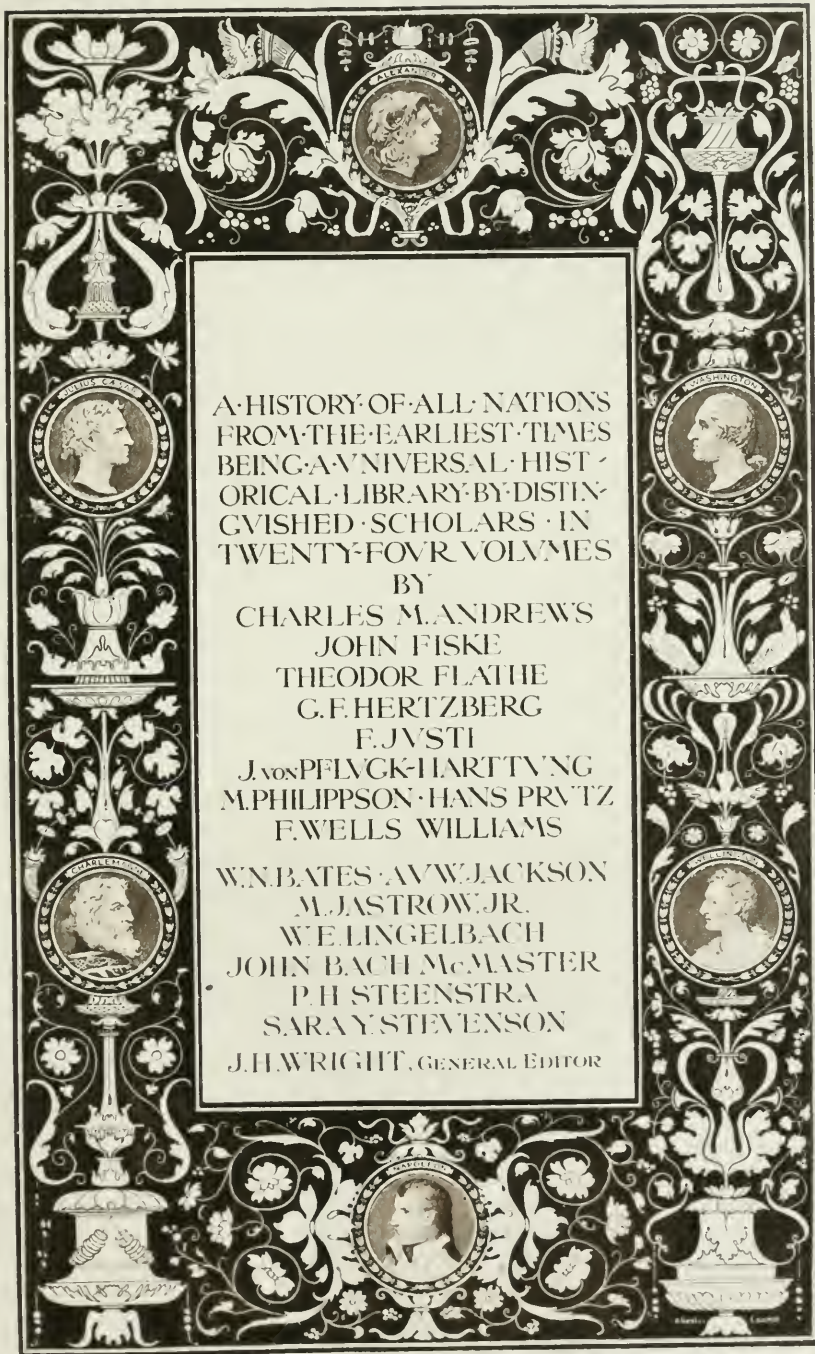 ALEXANDER
JULIUS CAESAR
WASHINGTON
A·HISTORY·OF·ALL·NATIONS
FROM·THE·EARLIEST·TIMES
BEING·A·VNIVERSAL·HIST-
ORICAL·LIBRARY·BY·DISTIN-
GVISHED·SCHOLARS·IN
TWENTY-FOVR VOLVMES
BY
CHARLES M. ANDREWS
JOHN FISKE
THEODOR FLATHE
G. F. HERTZBERG
F. JVSTI
J. VON PFLVGK-HARTTVNG
M. PHILIPPSON · HANS PRVTZ
F. WELLS WILLIAMS
W. N. BATES · A V W. JACKSON
M. JASTROW, JR.
W. E. LINGELBACH
JOHN BACH McMASTER
P. H STEENSTRA
SARA Y. STEVENSON
J. H. WRIGHT, GENERAL EDITOR
CHARLEMAGNE
NAPOLEON